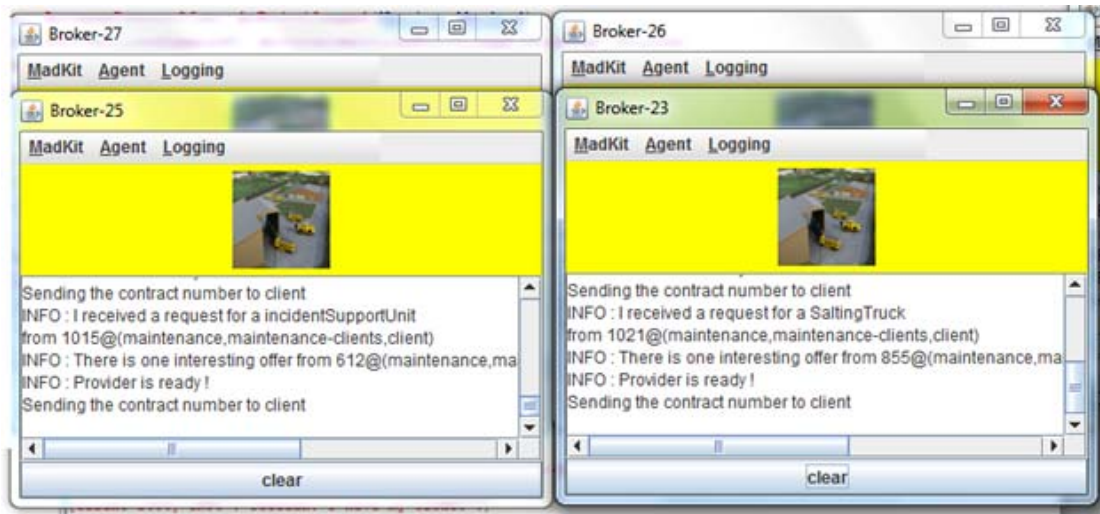 Broker-27
MadKit Agent Logging
Broker-26
MadKit Agent Logging
Broker-25
MadKit Agent Logging
Sending the contract number to client
INFO : I received a request for a incidentSupportUnit
from 1015@(maintenance,maintenance-clients,client)
INFO : There is one interesting offer from 612@(maintenance,ma
INFO : Provider is ready !
Sending the contract number to client
clear
Broker-23
MadKit Agent Logging
Sending the contract number to client
INFO : I received a request for a SaltingTruck
from 1021@(maintenance,maintenance-clients,client)
INFO : There is one interesting offer from 855@(maintenance,ma
INFO : Provider is ready !
Sending the contract number to client
clear